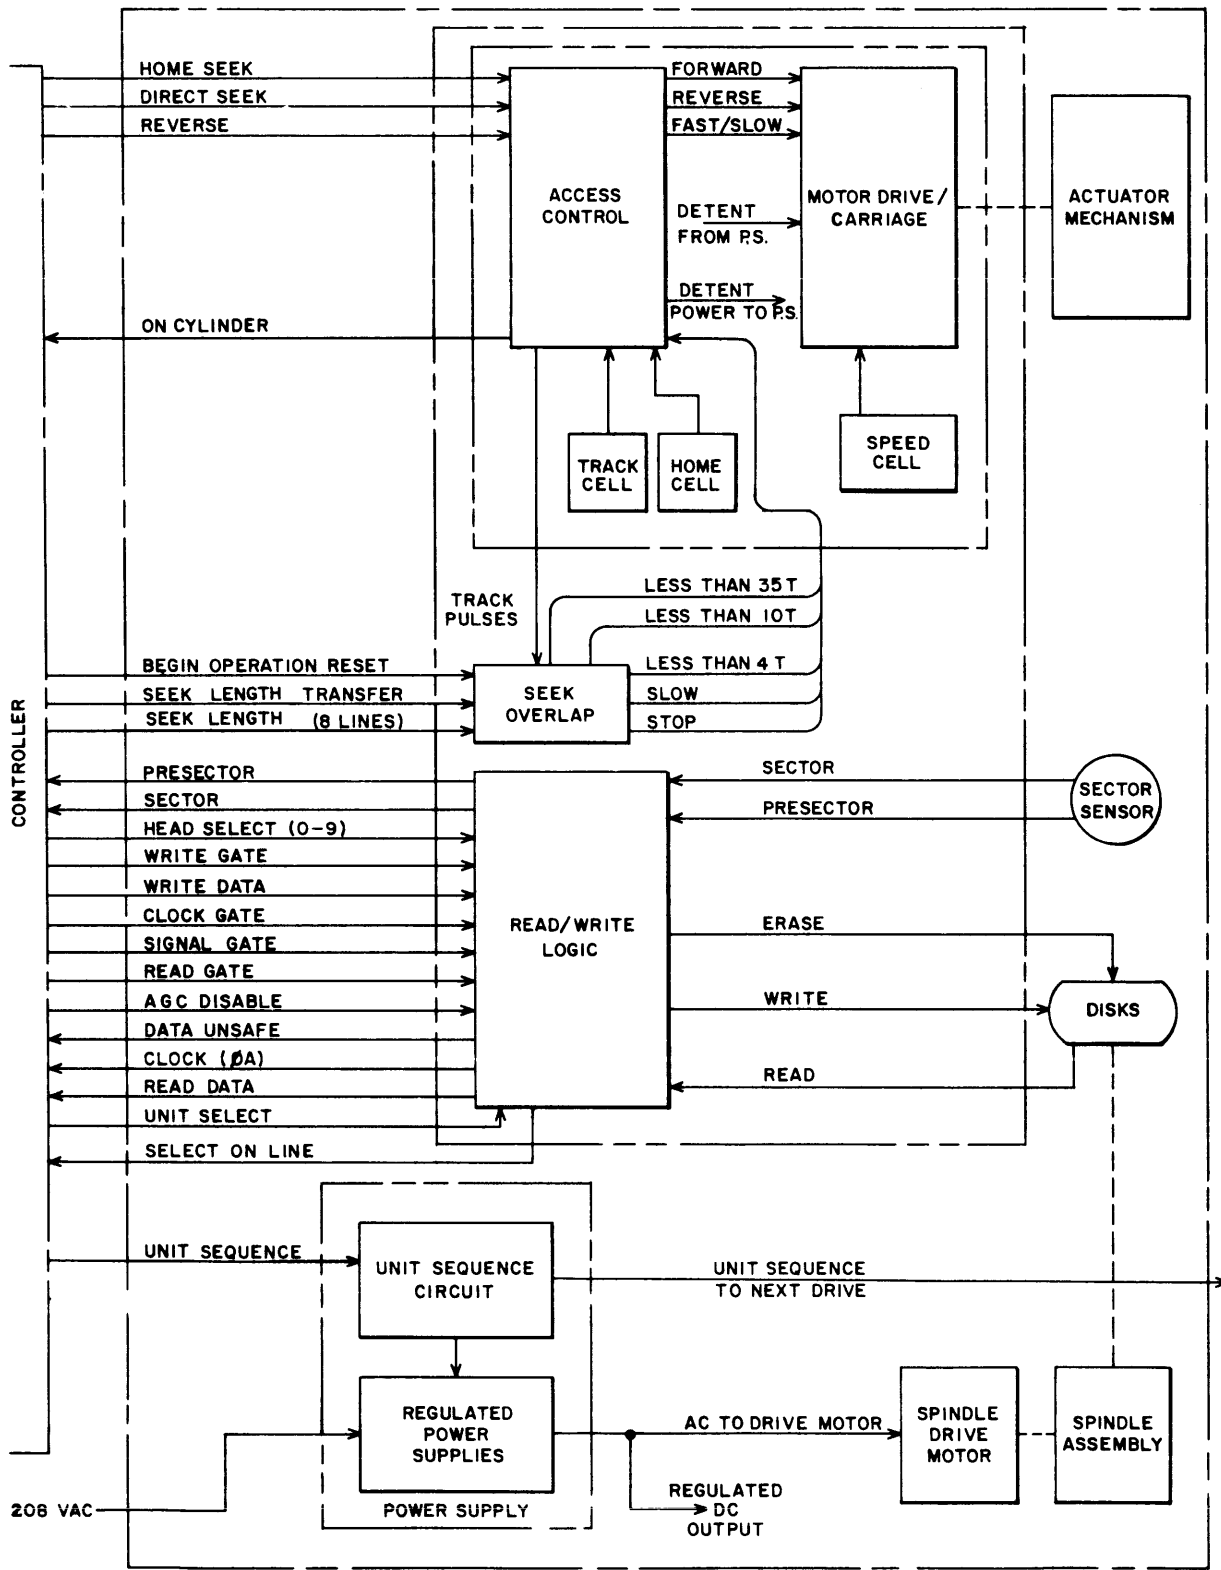 HOME SEEK
DIRECT SEEK
REVERSE
FORWARD
REVERSE
FAST/SLOW
ACCESS
CONTROL
DETENT
FROM P.S.
DETENT
POWER TO P.S.
MOTOR DRIVE/
CARRIAGE
ACTUATOR
MECHANISM
ON CYLINDER
TRACK
CELL
HOME
CELL
SPEED
CELL
TRACK
PULSES
LESS THAN 35 T
LESS THAN 10T
LESS THAN 4 T
SLOW
STOP
BEGIN OPERATION RESET
SEEK LENGTH TRANSFER
SEEK LENGTH (8 LINES)
SEEK
OVERLAP
CONTROLLER
PRESECTOR
SECTOR
HEAD SELECT (0-9)
WRITE GATE
WRITE DATA
CLOCK GATE
SIGNAL GATE
READ GATE
AGC DISABLE
DATA UNSAFE
CLOCK (ØA)
READ DATA
UNIT SELECT
SELECT ON LINE
READ/WRITE
LOGIC
SECTOR
PRESECTOR
SECTOR
SENSOR
ERASE
WRITE
READ
DISKS
UNIT SEQUENCE
UNIT SEQUENCE
CIRCUIT
UNIT SEQUENCE
TO NEXT DRIVE
REGULATED
POWER
SUPPLIES
AC TO DRIVE MOTOR
SPINDLE
DRIVE
MOTOR
SPINDLE
ASSEMBLY
208 VAC
POWER SUPPLY
REGULATED
DC
OUTPUT